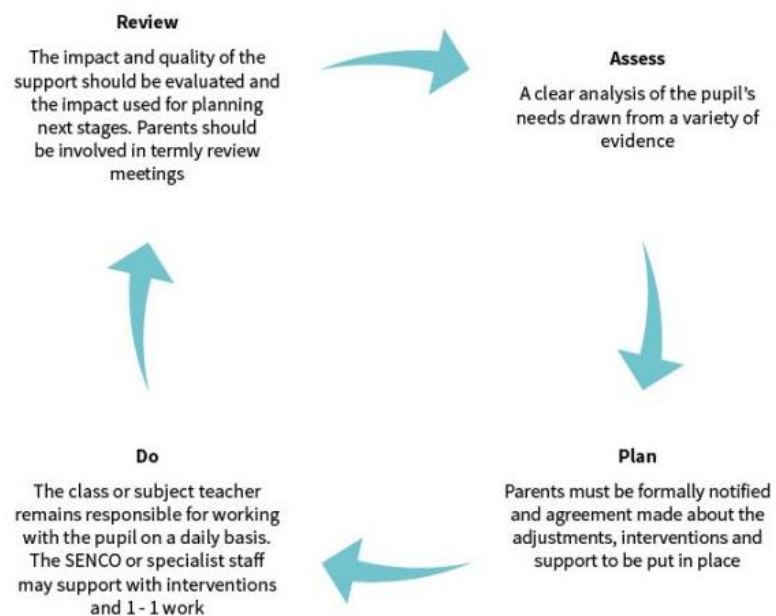 Review
The impact and quality of the
support should be evaluated and
the impact used for planning
next stages. Parents should
be involved in termly review
meetings
Assess
A clear analysis of the pupil's
needs drawn from a variety of
evidence
Plan
Parents must be formally notified
and agreement made about the
adjustments, interventions and
support to be put in place
Do
The class or subject teacher
remains responsible for working
with the pupil on a daily basis.
The SENCO or specialist staff
may support with interventions
and 1 - 1 work